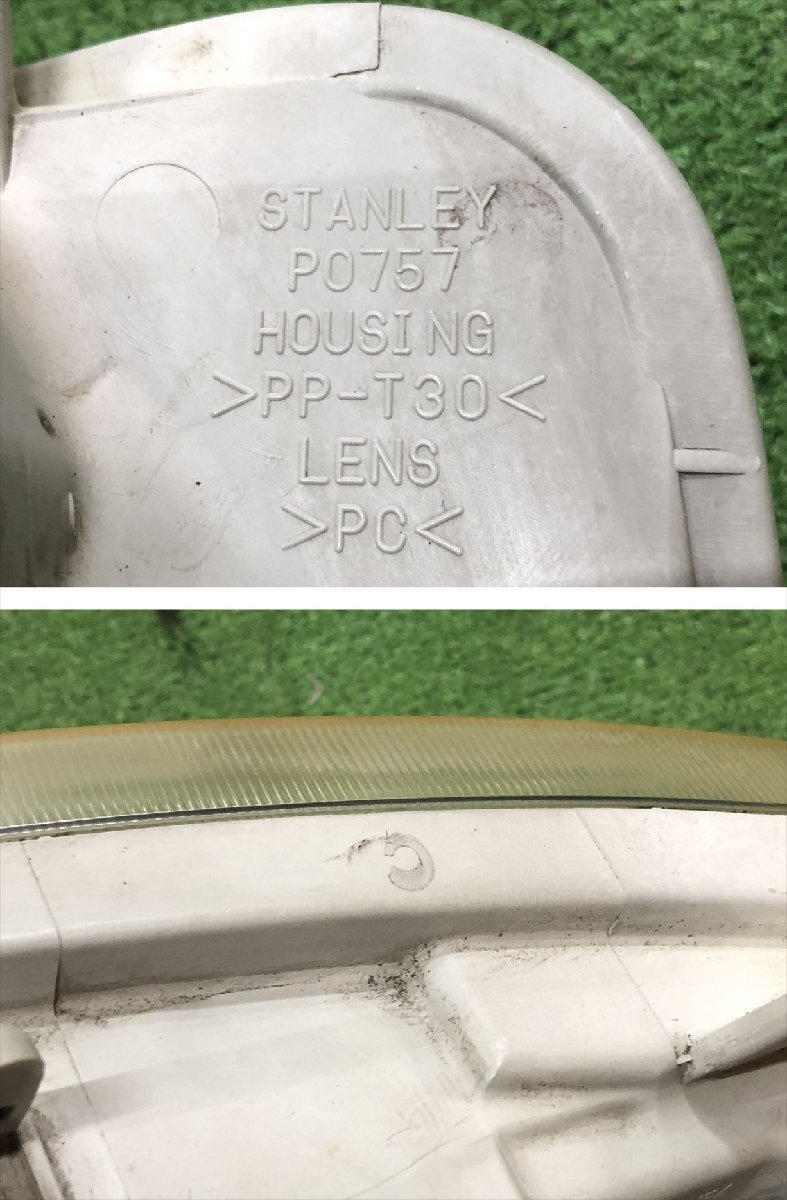 STANLEY
P0757
HOUSING
>PP-T30<
LENS
>PC<